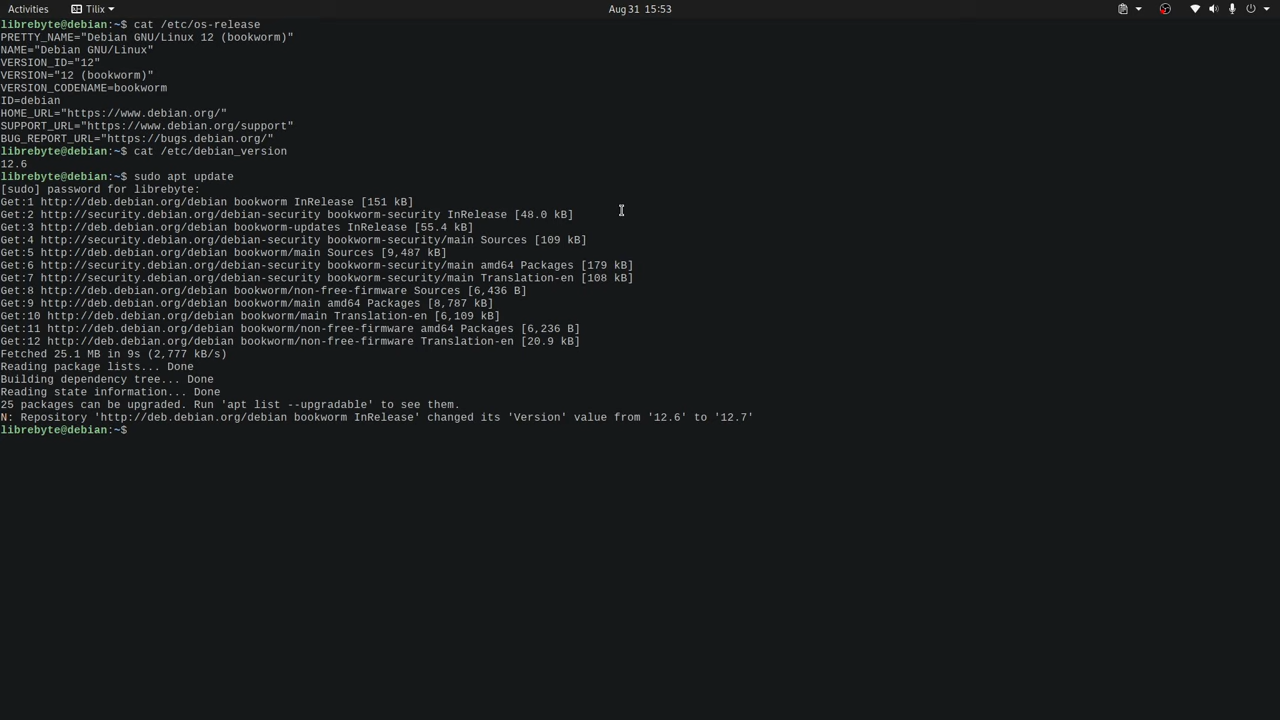 Activities Tilix Aug 31 15:53
librebyte@debian:~$ cat /etc/os-release
PRETTY_NAME="Debian GNU/Linux 12 (bookworm)"
NAME="Debian GNU/Linux"
VERSION_ID="12"
VERSION="12 (bookworm)"
VERSION_CODENAME=bookworm
ID=debian
HOME_URL="https://www.debian.org/"
SUPPORT_URL="https://www.debian.org/support"
BUG_REPORT_URL="https://bugs.debian.org/"
librebyte@debian:~$ cat /etc/debian_version
12.6
librebyte@debian:~$ sudo apt update
[sudo] password for librebyte:
Get:1 http://deb.debian.org/debian bookworm InRelease [151 kB]
Get:2 http://security.debian.org/debian-security bookworm-security InRelease [48.0 kB]
Get:3 http://deb.debian.org/debian bookworm-updates InRelease [55.4 kB]
Get:4 http://security.debian.org/debian-security bookworm-security/main Sources [109 kB]
Get:5 http://deb.debian.org/debian bookworm/main Sources [9,487 kB]
Get:6 http://security.debian.org/debian-security bookworm-security/main amd64 Packages [179 kB]
Get:7 http://security.debian.org/debian-security bookworm-security/main Translation-en [108 kB]
Get:8 http://deb.debian.org/debian bookworm/non-free-firmware Sources [6,436 B]
Get:9 http://deb.debian.org/debian bookworm/main amd64 Packages [8,787 kB]
Get:10 http://deb.debian.org/debian bookworm/main Translation-en [6,109 kB]
Get:11 http://deb.debian.org/debian bookworm/non-free-firmware amd64 Packages [6,236 B]
Get:12 http://deb.debian.org/debian bookworm/non-free-firmware Translation-en [20.9 kB]
Fetched 25.1 MB in 9s (2,777 kB/s)
Reading package lists... Done
Building dependency tree... Done
Reading state information... Done
25 packages can be upgraded. Run 'apt list --upgradable' to see them.
N: Repository 'http://deb.debian.org/debian bookworm InRelease' changed its 'Version' value from '12.6' to '12.7'
librebyte@debian:~$